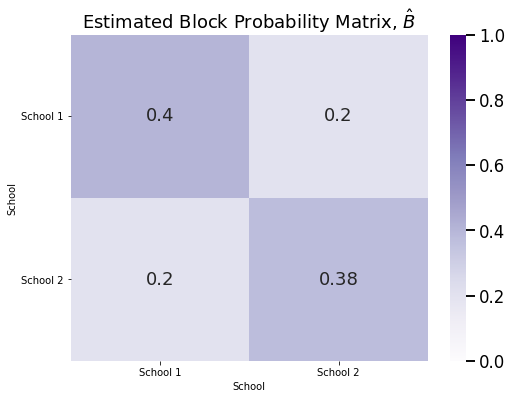 Estimated Block Probability Matrix, B̂
School
School 1
School 2
0.4
0.2
0.2
0.38
School 1
School 2
School
1.0
0.8
0.6
0.4
0.2
0.0